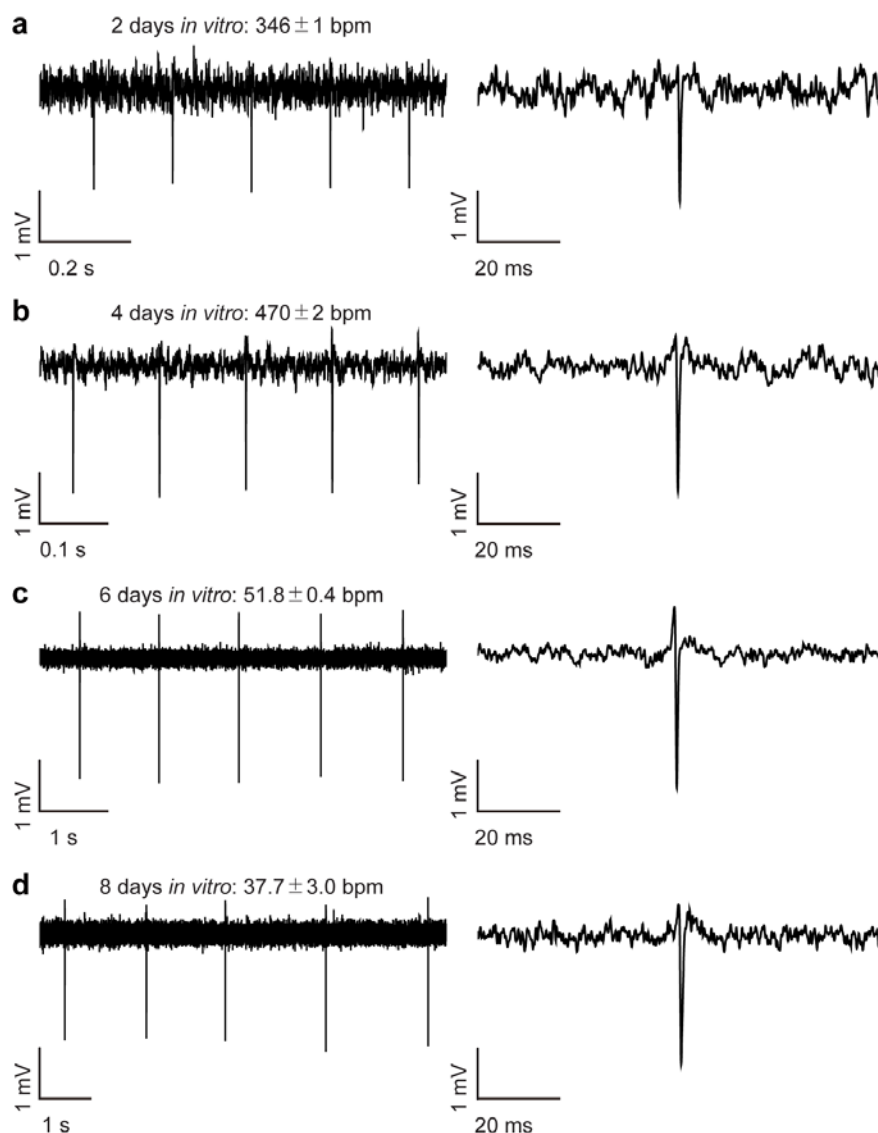 a
2 days in vitro: 346±1 bpm
1 mV
0.2 s
1 mV
20 ms
b
4 days in vitro: 470±2 bpm
1 mV
0.1 s
1 mV
20 ms
c
6 days in vitro: 51.8±0.4 bpm
1 mV
1 s
1 mV
20 ms
d
8 days in vitro: 37.7±3.0 bpm
1 mV
1 s
1 mV
20 ms